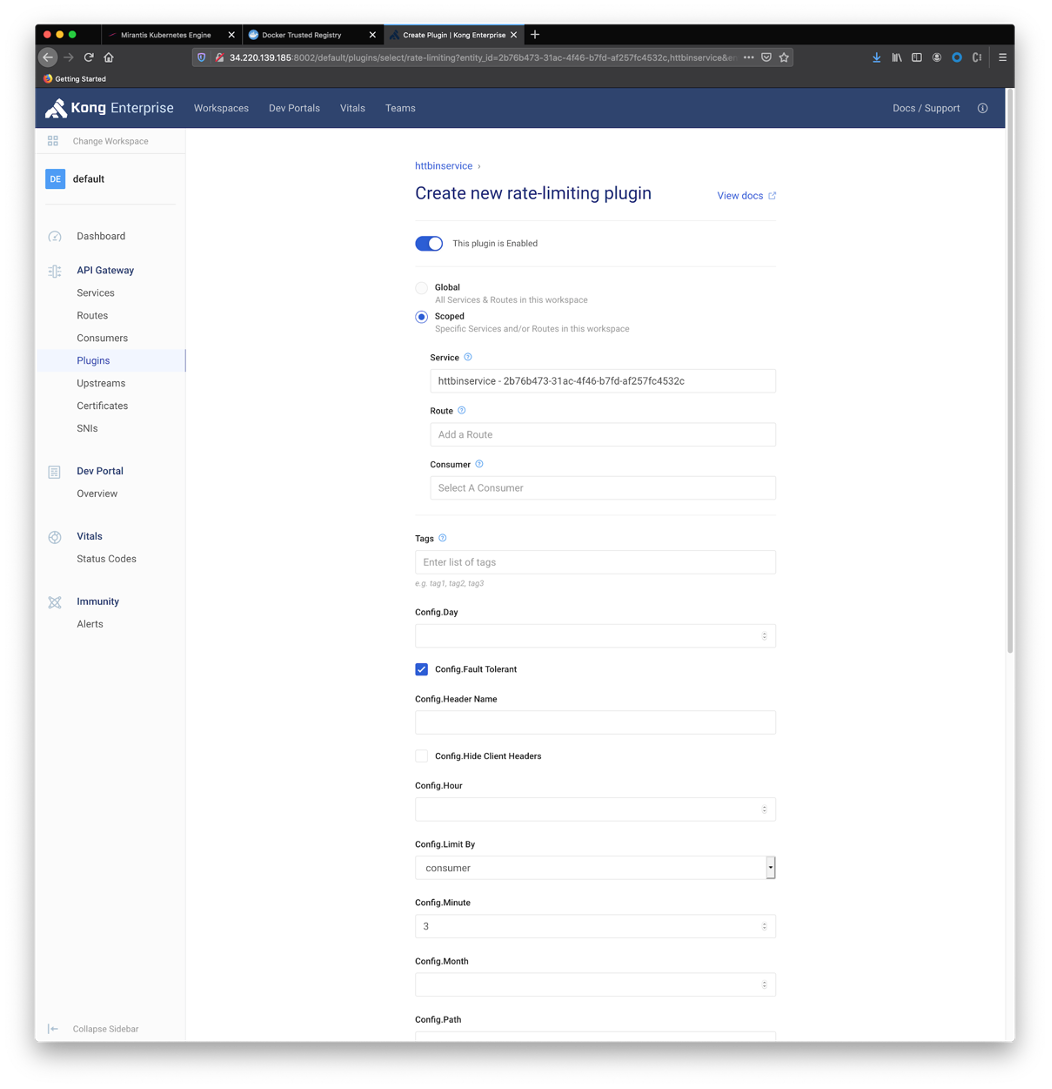 Mirantis Kubernetes Engine
Docker Trusted Registry
Create Plugin | Kong Enterprise
34.220.139.185:8002/default/plugins/select/rate-limiting?entity_id=2b76b473-31ac-4f46-b7fd-af257fc4532c,httbinservice&e
Getting Started
Kong Enterprise
Workspaces
Dev Portals
Vitals
Teams
Docs / Support
Change Workspace
DE
default
Dashboard
API Gateway
Services
Routes
Consumers
Plugins
Upstreams
Certificates
SNIs
Dev Portal
Overview
Vitals
Status Codes
Immunity
Alerts
Collapse Sidebar
httbinservice ›
Create new rate-limiting plugin
View docs
This plugin is Enabled
Global
All Services & Routes in this workspace
Scoped
Specific Services and/or Routes in this workspace
Service
httbinservice - 2b76b473-31ac-4f46-b7fd-af257fc4532c
Route
Add a Route
Consumer
Select A Consumer
Tags
Enter list of tags
e.g. tag1, tag2, tag3
Config.Day
Config.Fault Tolerant
Config.Header Name
Config.Hide Client Headers
Config.Hour
Config.Limit By
consumer
Config.Minute
3
Config.Month
Config.Path